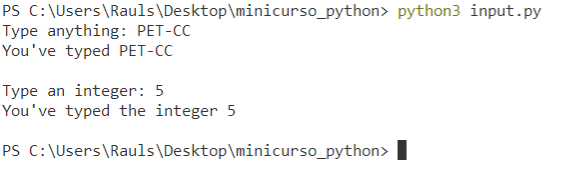 PS C:\Users\Rauls\Desktop\minicurso_python> python3 input.py
Type anything: PET-CC
You've typed PET-CC
Type an integer: 5
You've typed the integer 5
PS C:\Users\Rauls\Desktop\minicurso_python>